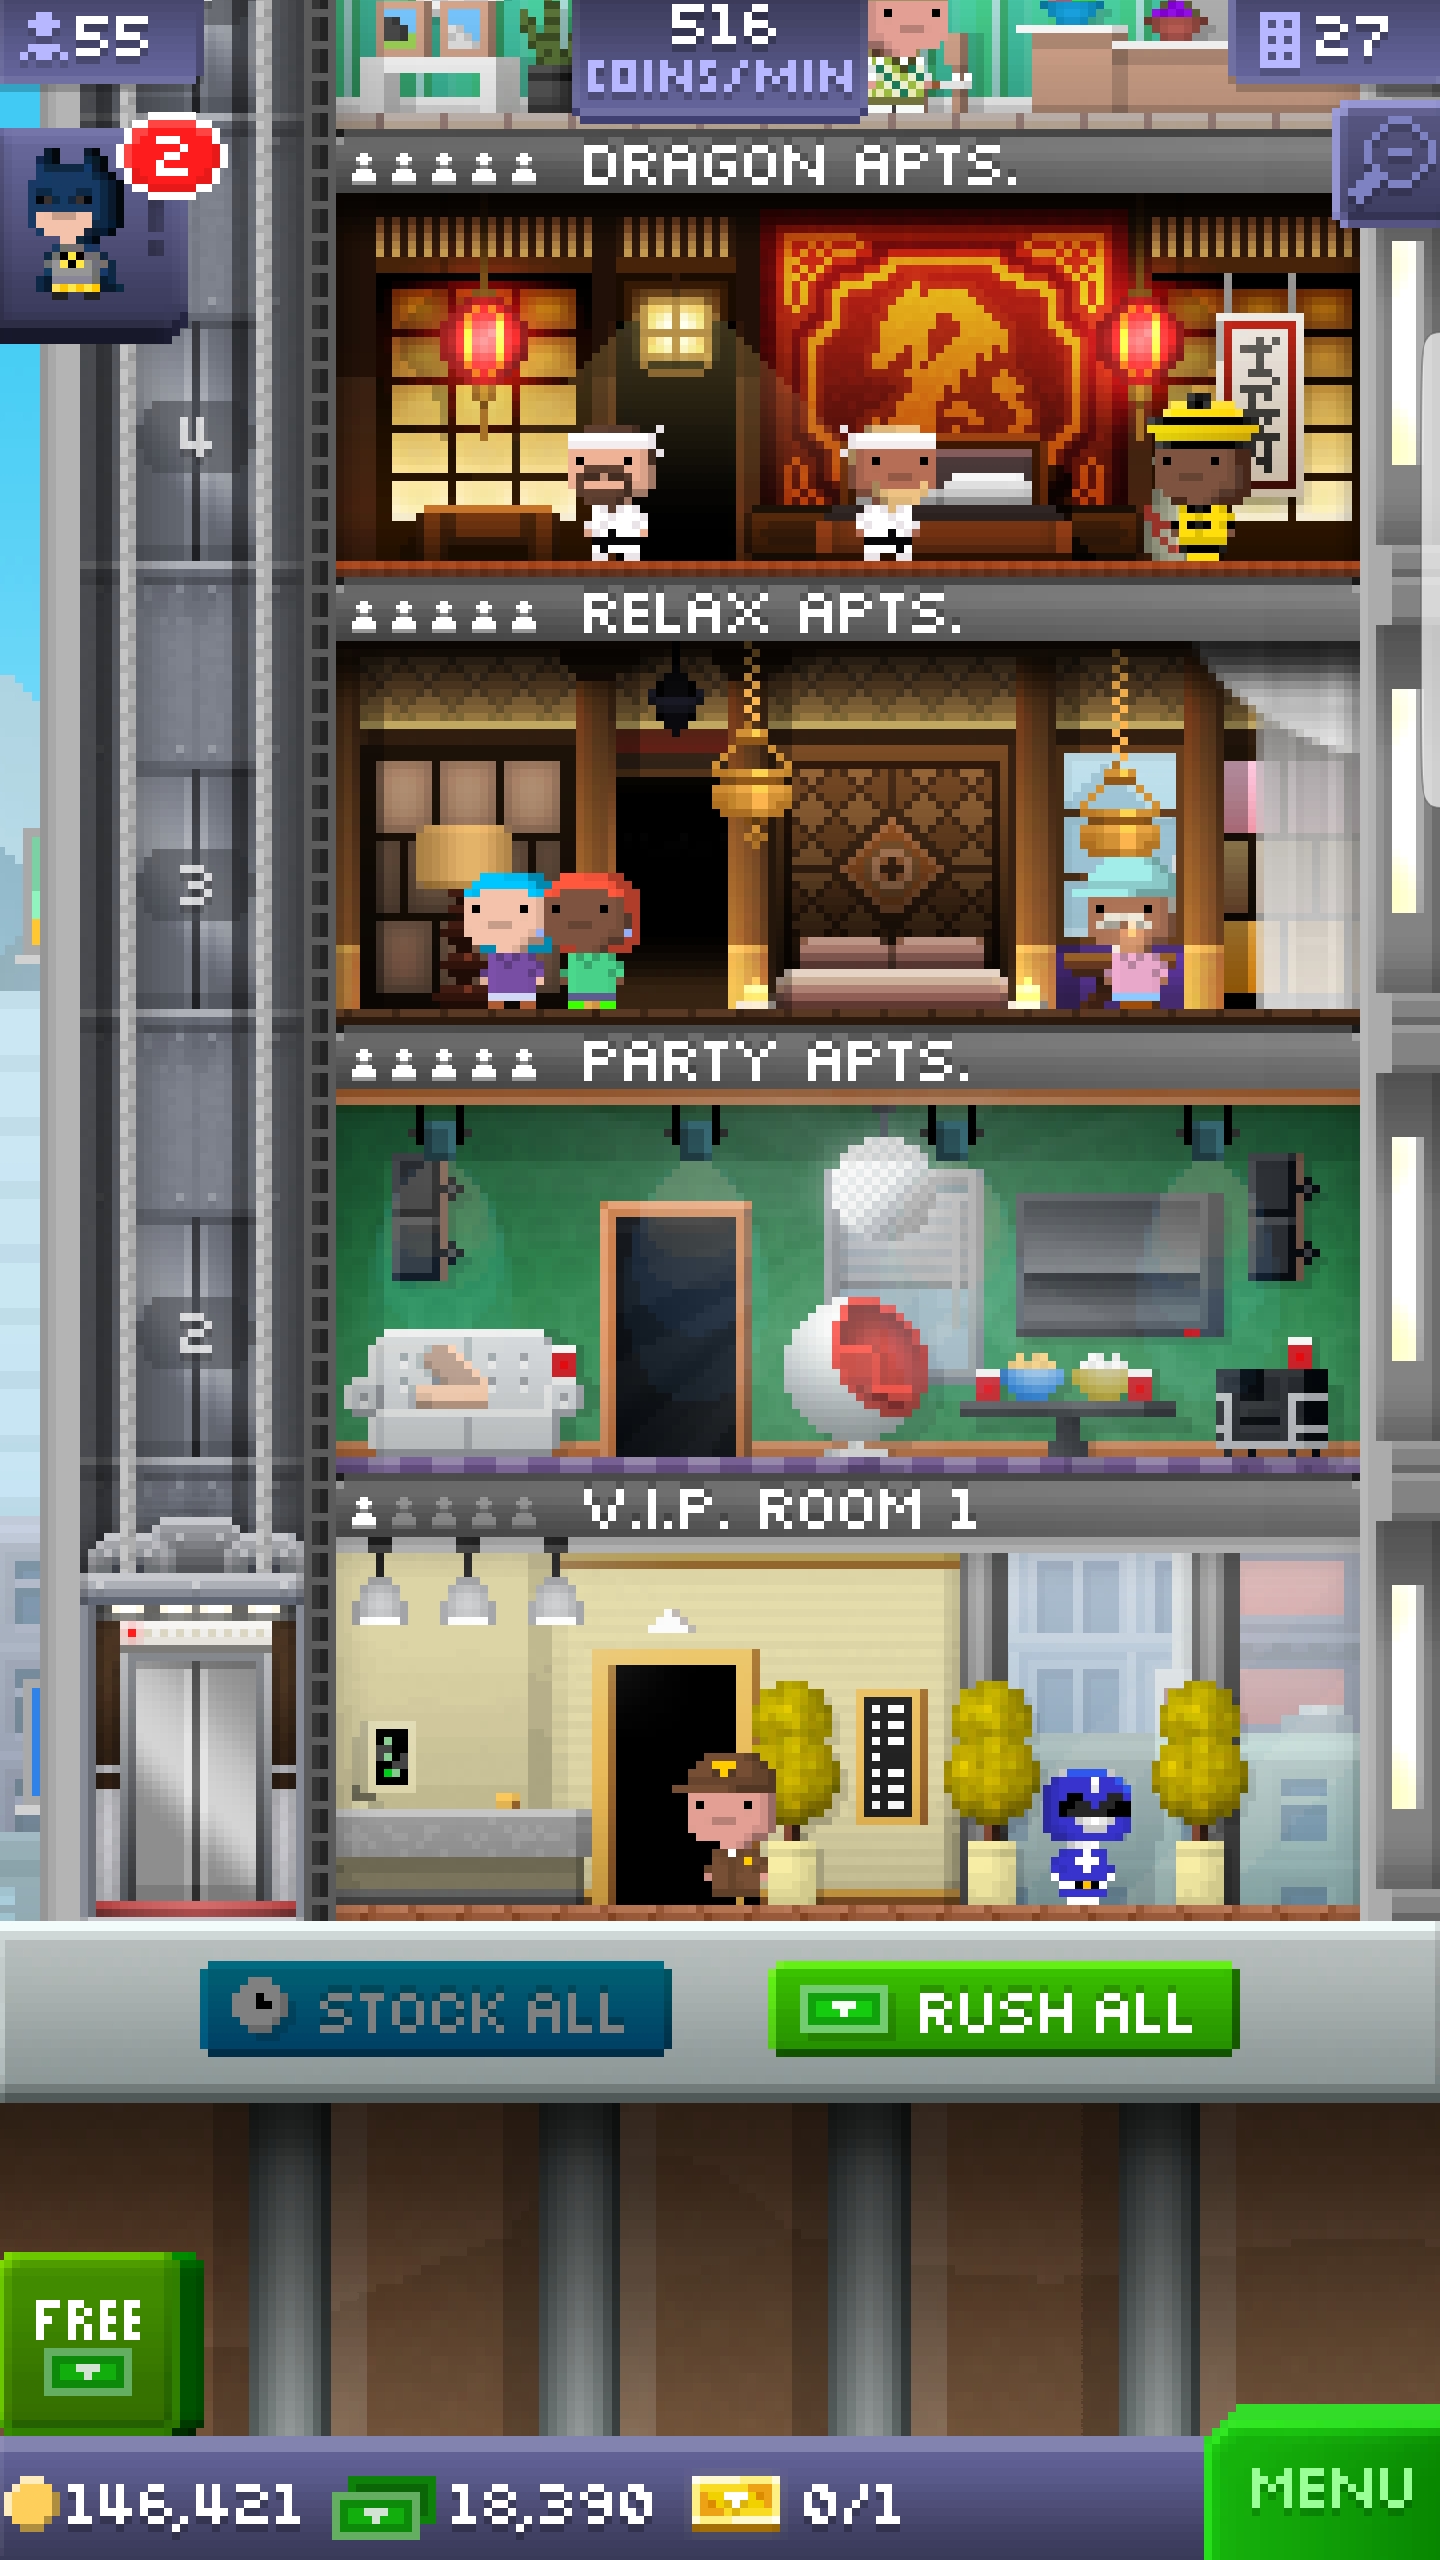 55
516
COINS/MIN
27
2
DRAGON APTS.
4
RELAX APTS.
3
PARTY APTS.
2
V.I.P. ROOM 1
STOCK ALL
RUSH ALL
FREE
146,421
18,390
0/1
MENU